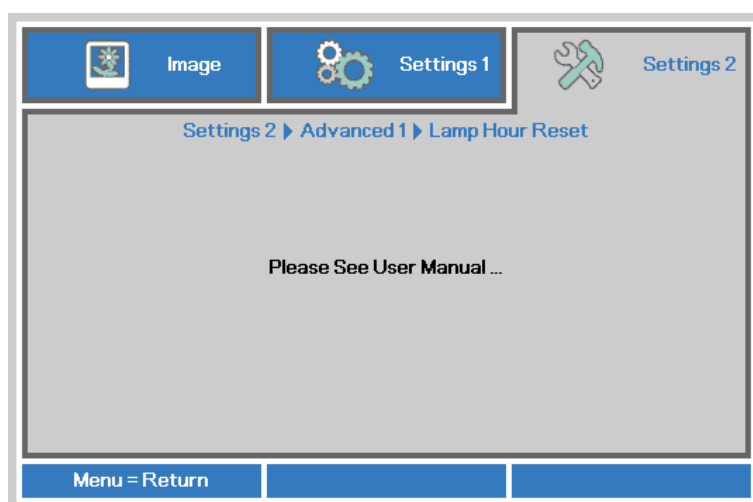 Image
Settings 1
Settings 2
Settings 2 ▶ Advanced 1 ▶ Lamp Hour Reset
Please See User Manual ...
Menu = Return